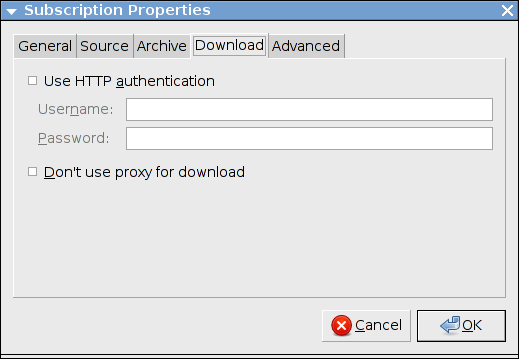 Subscription Properties
General Source Archive Download Advanced
Use HTTP authentication
Username:
Password:
Don't use proxy for download
Cancel OK